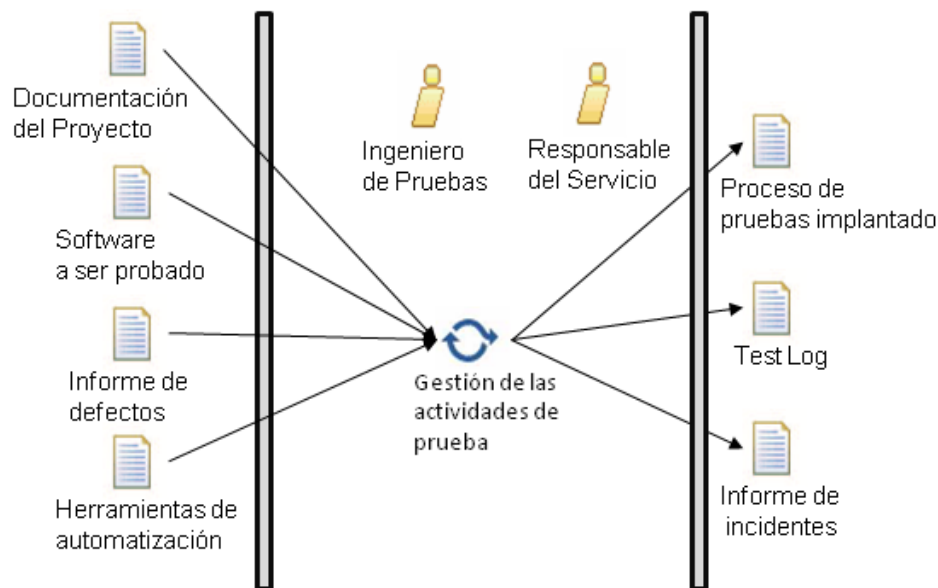 Documentación
del Proyecto
Software
a ser probado
Informe de
defectos
Herramientas de
automatización
Ingeniero
de Pruebas
Responsable
del Servicio
Gestión de las
actividades de
prueba
Proceso de
pruebas implantado
Test Log
Informe de
incidentes